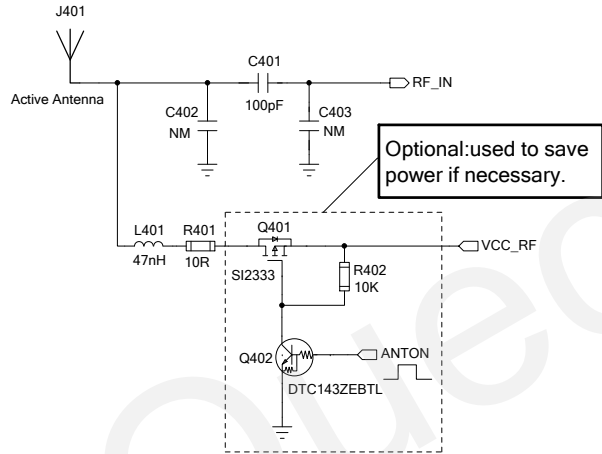 J401
Active Antenna
C401
100pF
RF_IN
C402
NM
C403
NM
Optional:used to save
power if necessary.
L401
47nH
R401
10R
Q401
SI2333
VCC_RF
R402
10K
Q402
ANTON
DTC143ZEBTL
Quec